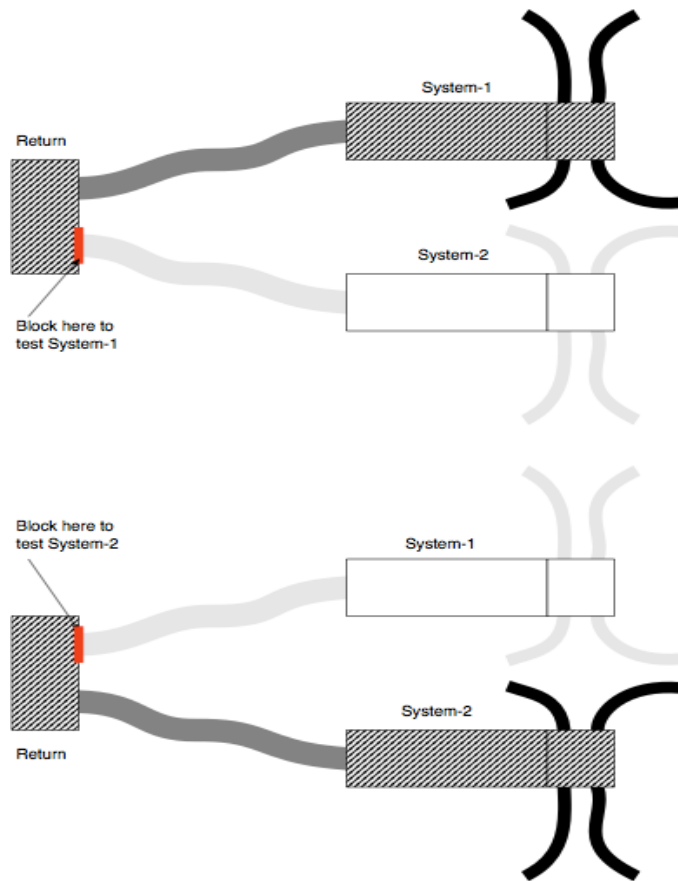 System-1
Return
System-2
Block here to
test System-1
Block here to
test System-2
System-1
System-2
Return